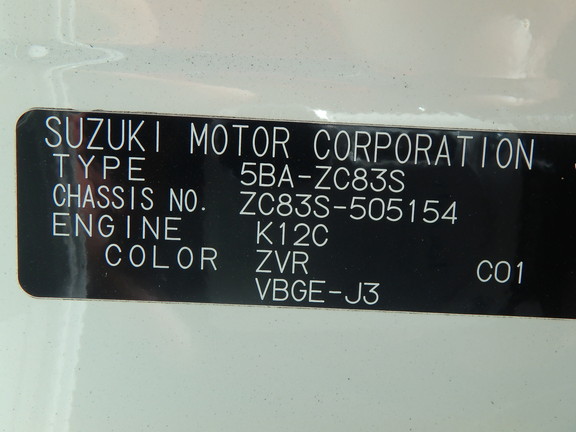 SUZUKI MOTOR CORPORATION
TYPE 5BA-ZC83S
CHASSIS NO. ZC83S-505154
ENGINE K12C
COLOR ZVR C01
VBGE-J3